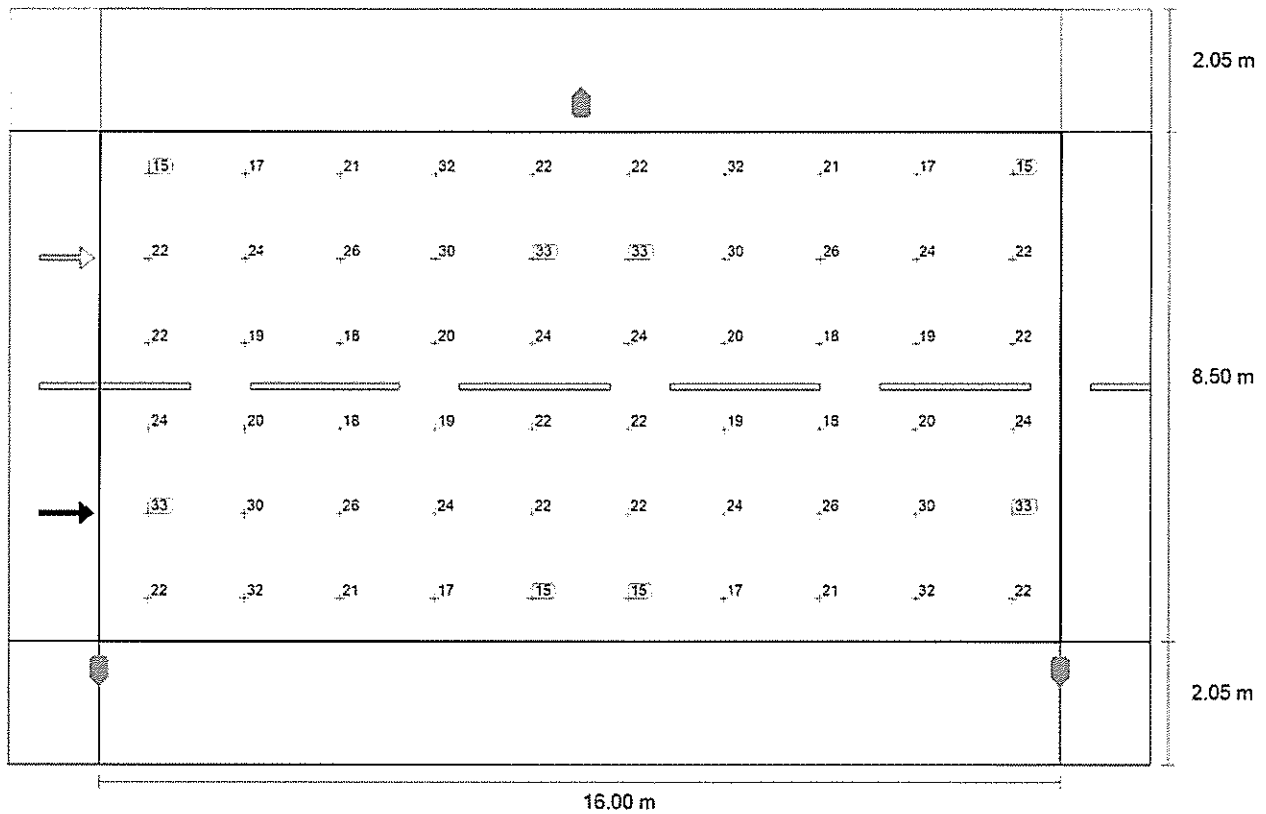 2.05 m
15 17 21 32 22 22 32 21 17 15
22 24 26 30 33 33 30 26 24 22
22 19 18 20 24 24 20 18 19 22
8.50 m
24 20 18 19 22 22 19 18 20 24
33 30 26 24 22 22 24 26 30 33
22 32 21 17 15 15 17 21 32 22
2.05 m
16.00 m